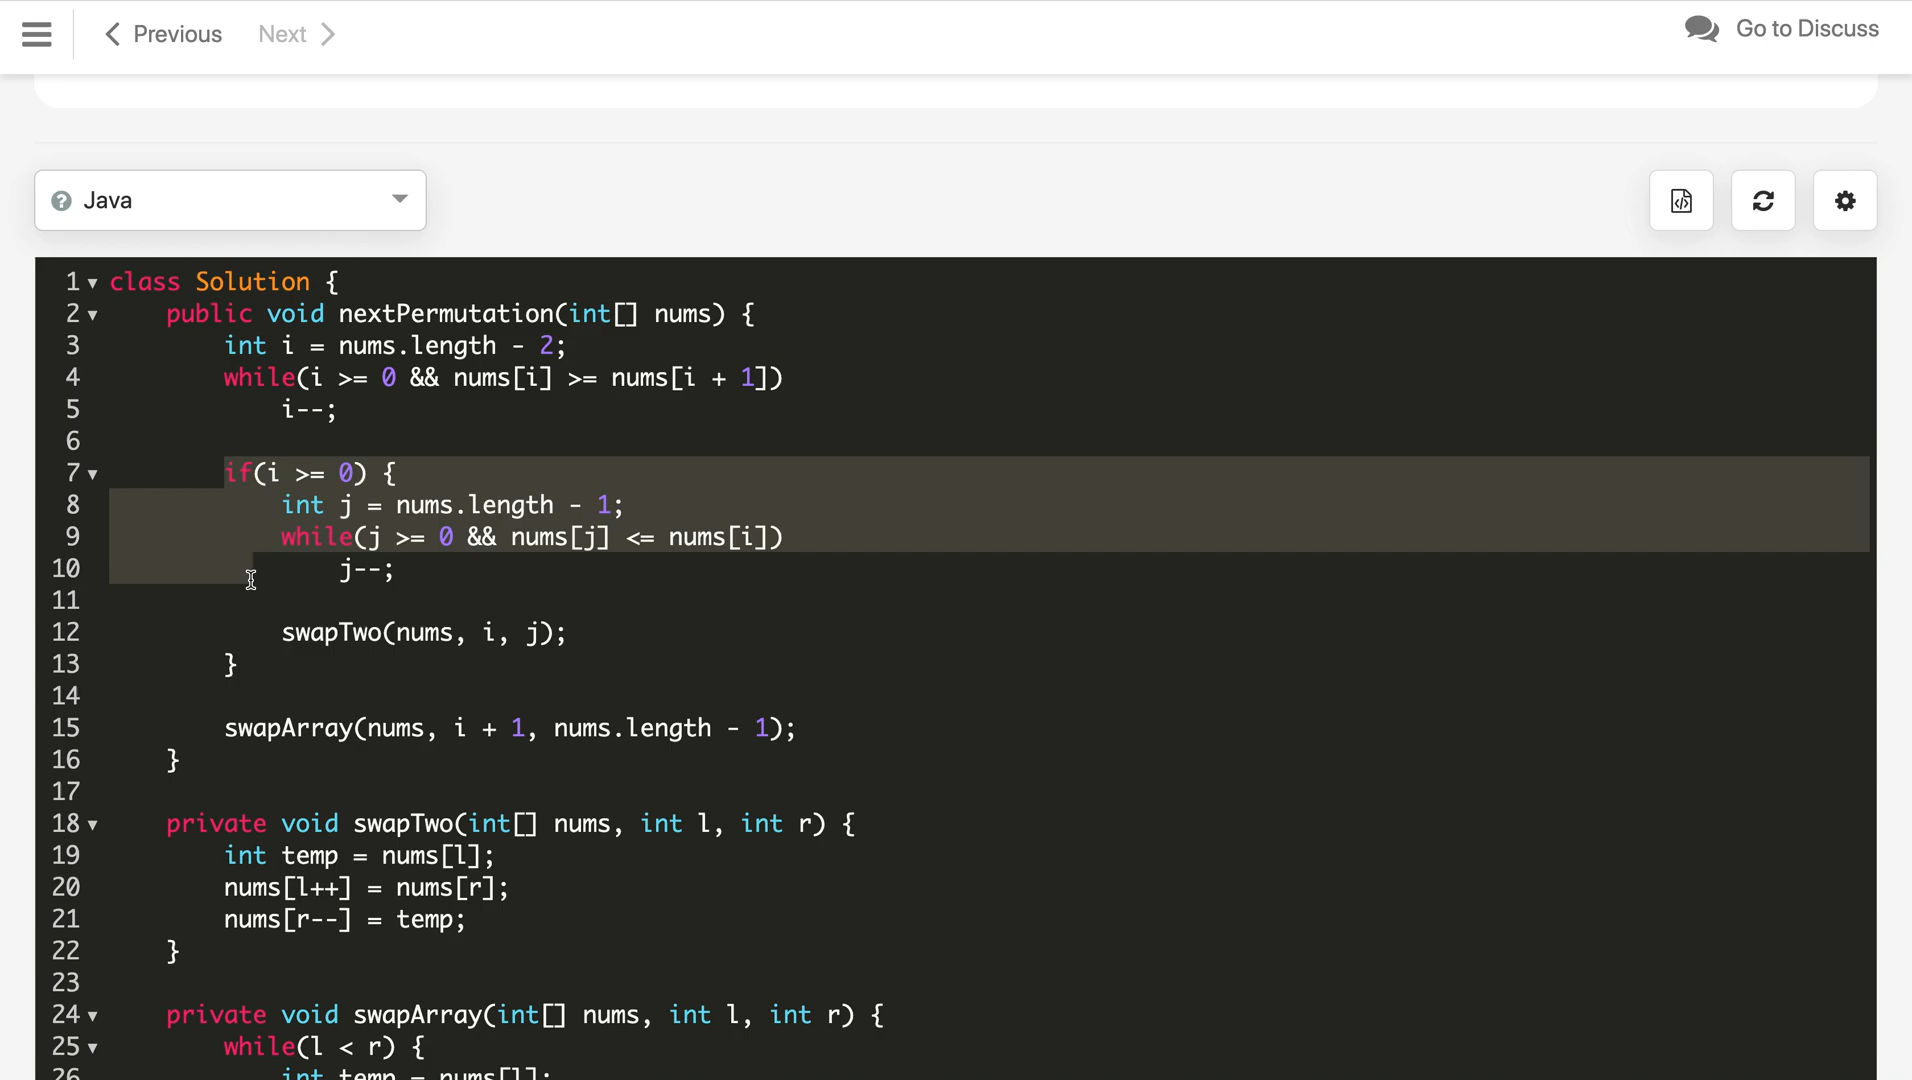 Previous Next Go to Discuss
Java
1 class Solution {
2 public void nextPermutation(int[] nums) {
3 int i = nums.length - 2;
4 while(i >= 0 && nums[i] >= nums[i + 1])
5 i--;
6
7 if(i >= 0) {
8 int j = nums.length - 1;
9 while(j >= 0 && nums[j] <= nums[i])
10 j--;
11
12 swapTwo(nums, i, j);
13 }
14
15 swapArray(nums, i + 1, nums.length - 1);
16 }
17
18 private void swapTwo(int[] nums, int l, int r) {
19 int temp = nums[l];
20 nums[l++] = nums[r];
21 nums[r--] = temp;
22 }
23
24 private void swapArray(int[] nums, int l, int r) {
25 while(l < r) {
26 int temp = nums[l];